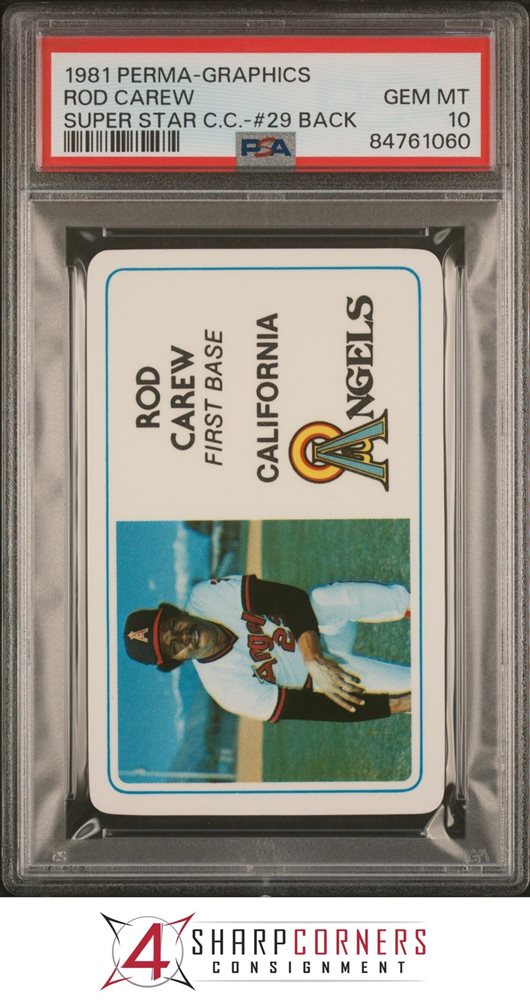 1981 PERMA-GRAPHICS
ROD CAREW GEM MT
SUPER STAR C.C.-#29 BACK 10
PSA 84761060
ROD
CAREW
FIRST BASE
CALIFORNIA
ANGELS
A
Angels
4 SHARPCORNERS
CONSIGNMENT